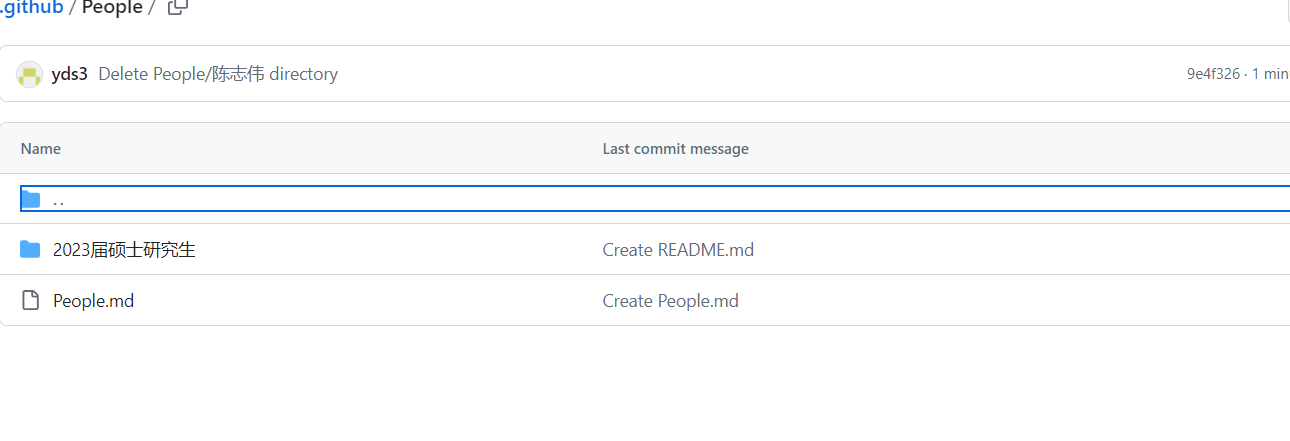 .github / People /
yds3 Delete People/陈志伟 directory 9e4f326 · 1 min
Name Last commit message
..
2023届硕士研究生 Create README.md
People.md Create People.md